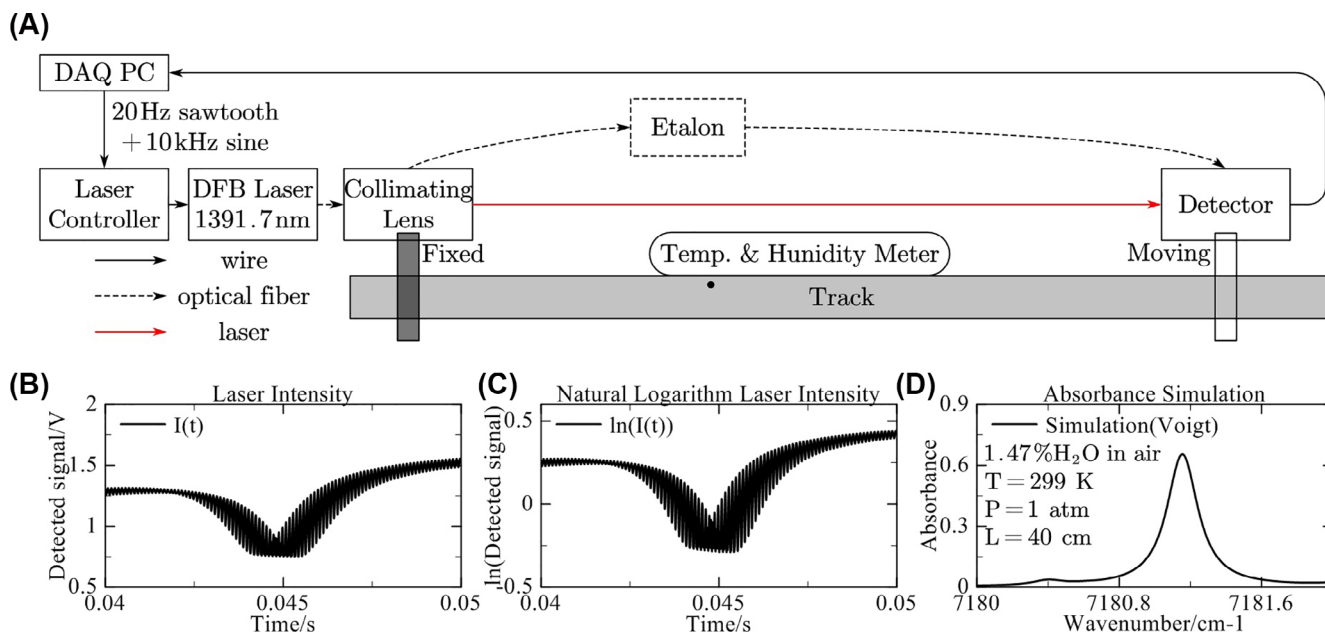 (A)
DAQ PC
20Hz sawtooth
+10kHz sine
Etalon
Laser
Controller
DFB Laser
1391.7nm
Collimating
Lens
Detector
Fixed
Temp. & Hunidity Meter
Moving
Track
wire
optical fiber
laser
(B)
Laser Intensity
Detected signal/V
2
1.5
1
0.5
I(t)
0.04
0.045
0.05
Time/s
(C)
Natural Logarithm Laser Intensity
ln(Detected signal)
0.5
0
-0.5
ln(I(t))
0.04
0.045
0.05
Time/s
(D)
Absorbance Simulation
Absorbance
0.9
0.6
0.3
0
Simulation(Voigt)
1.47%H₂O in air
T=299 K
P=1 atm
L=40 cm
7180
7180.8
7181.6
Wavenumber/cm-1